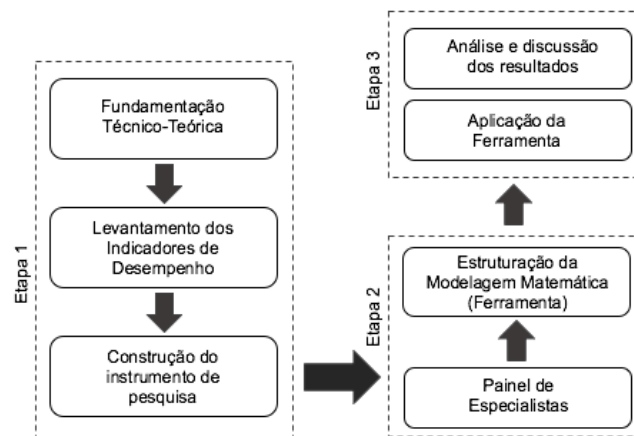 Etapa 1
Fundamentação
Técnico-Teórica
Levantamento dos
Indicadores de
Desempenho
Construção do
instrumento de
pesquisa
Etapa 2
Painel de
Especialistas
Estruturação da
Modelagem Matemática
(Ferramenta)
Etapa 3
Aplicação da
Ferramenta
Análise e discussão
dos resultados